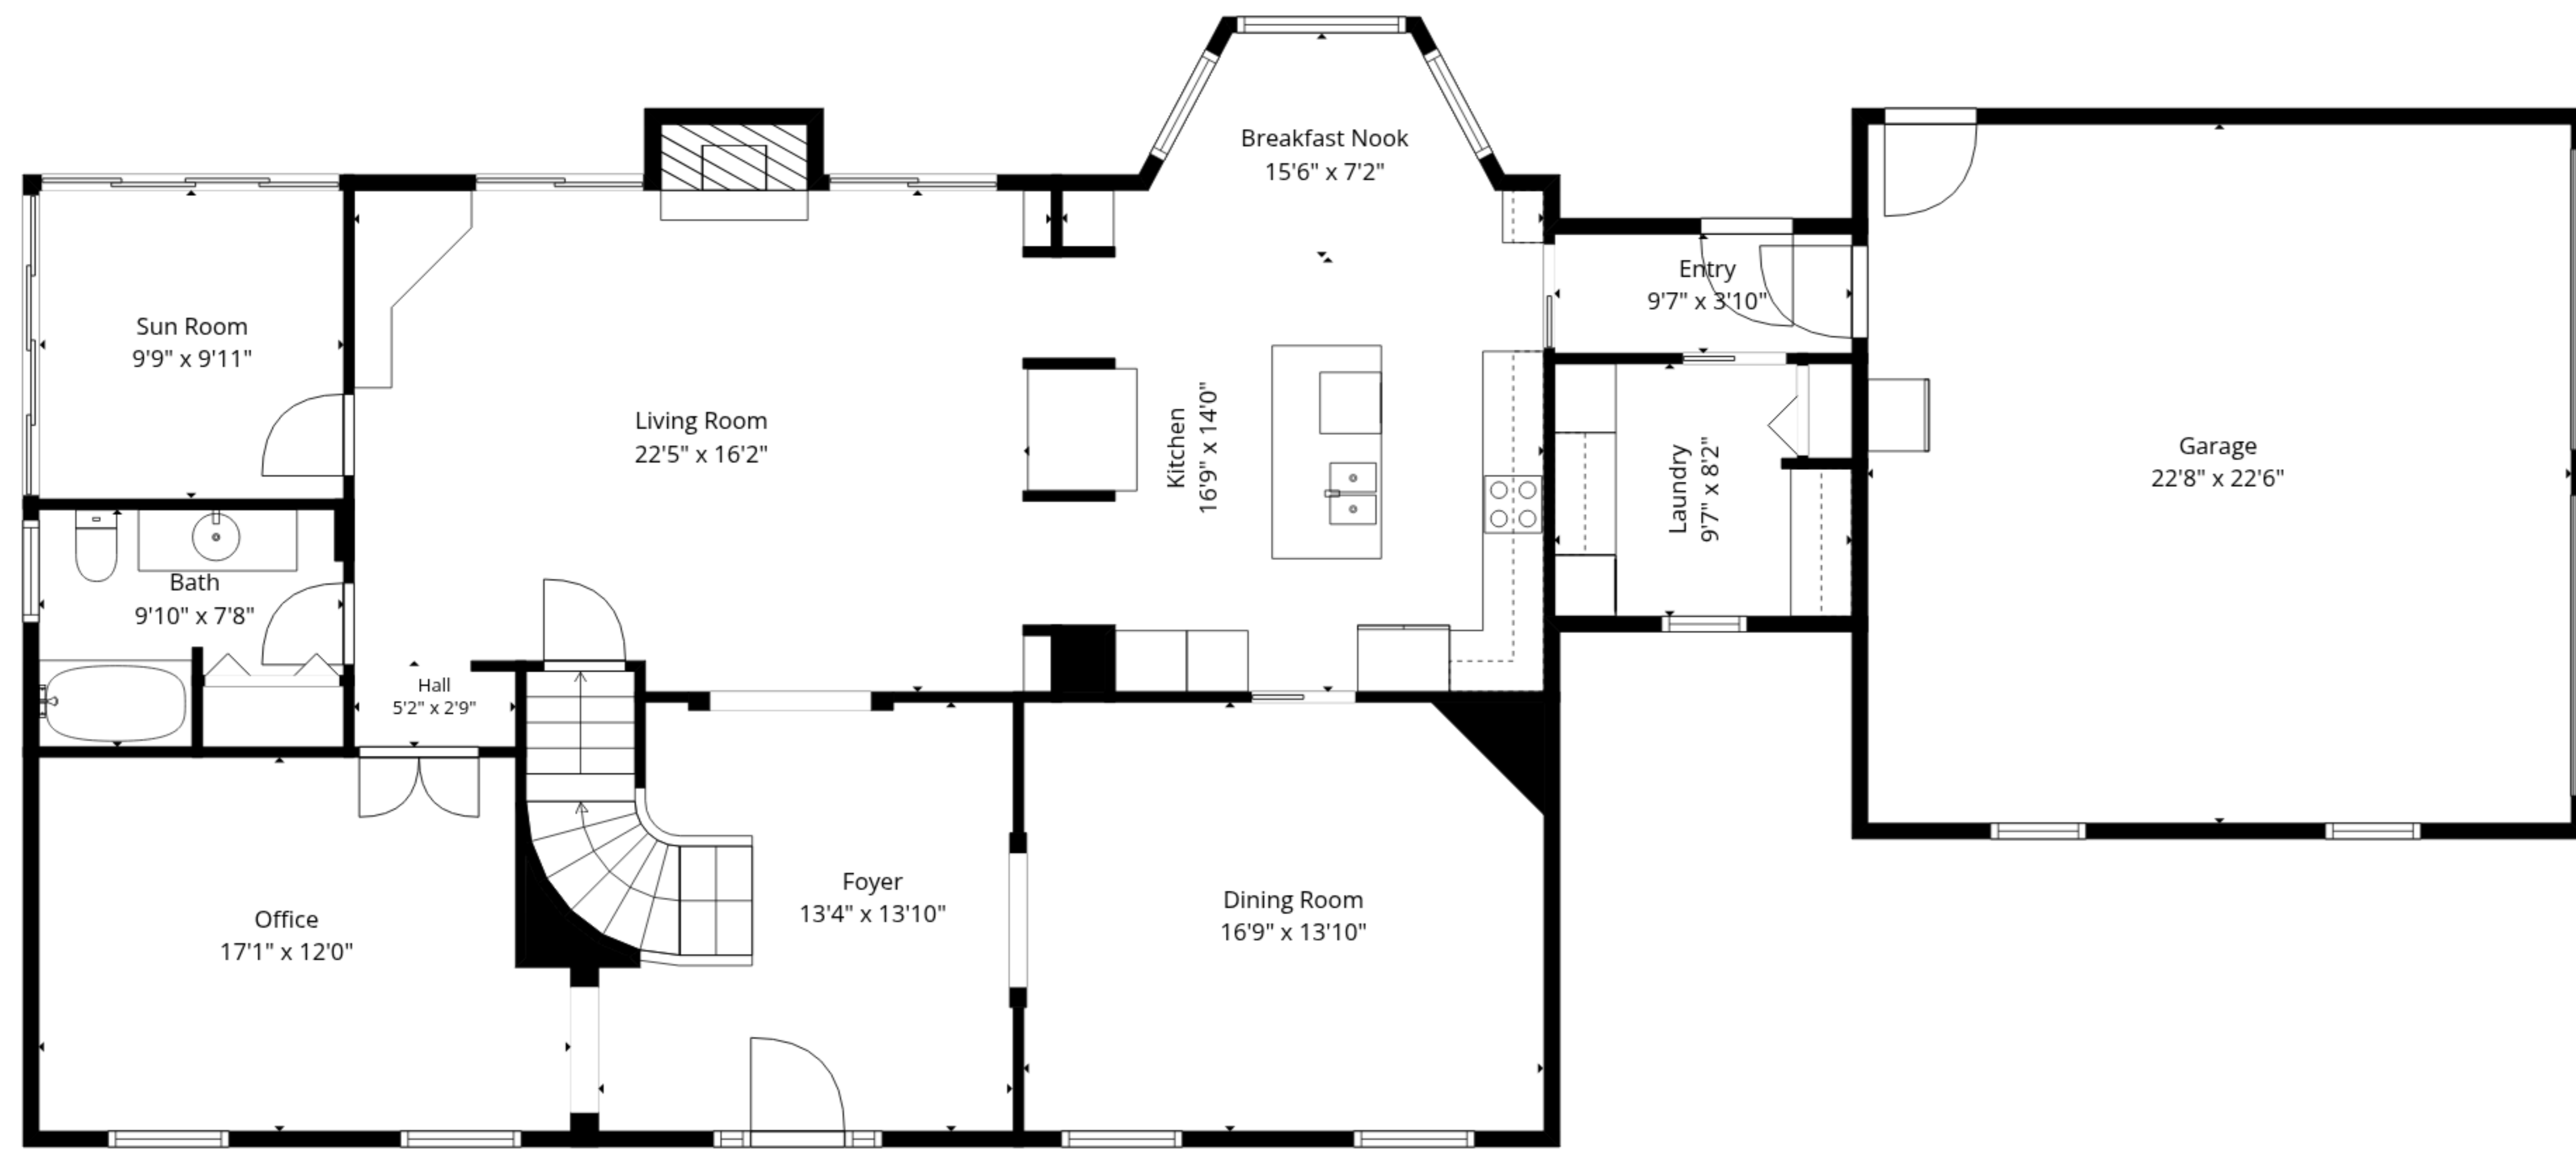 Breakfast Nook
15'6" x 7'2"
Entry
9'7" x 3'10"
Sun Room
9'9" x 9'11"
Living Room
22'5" x 16'2"
Kitchen
16'9" x 14'0"
Laundry
9'7" x 8'2"
Garage
22'8" x 22'6"
Bath
9'10" x 7'8"
Hall
5'2" x 2'9"
Foyer
13'4" x 13'10"
Dining Room
16'9" x 13'10"
Office
17'1" x 12'0"